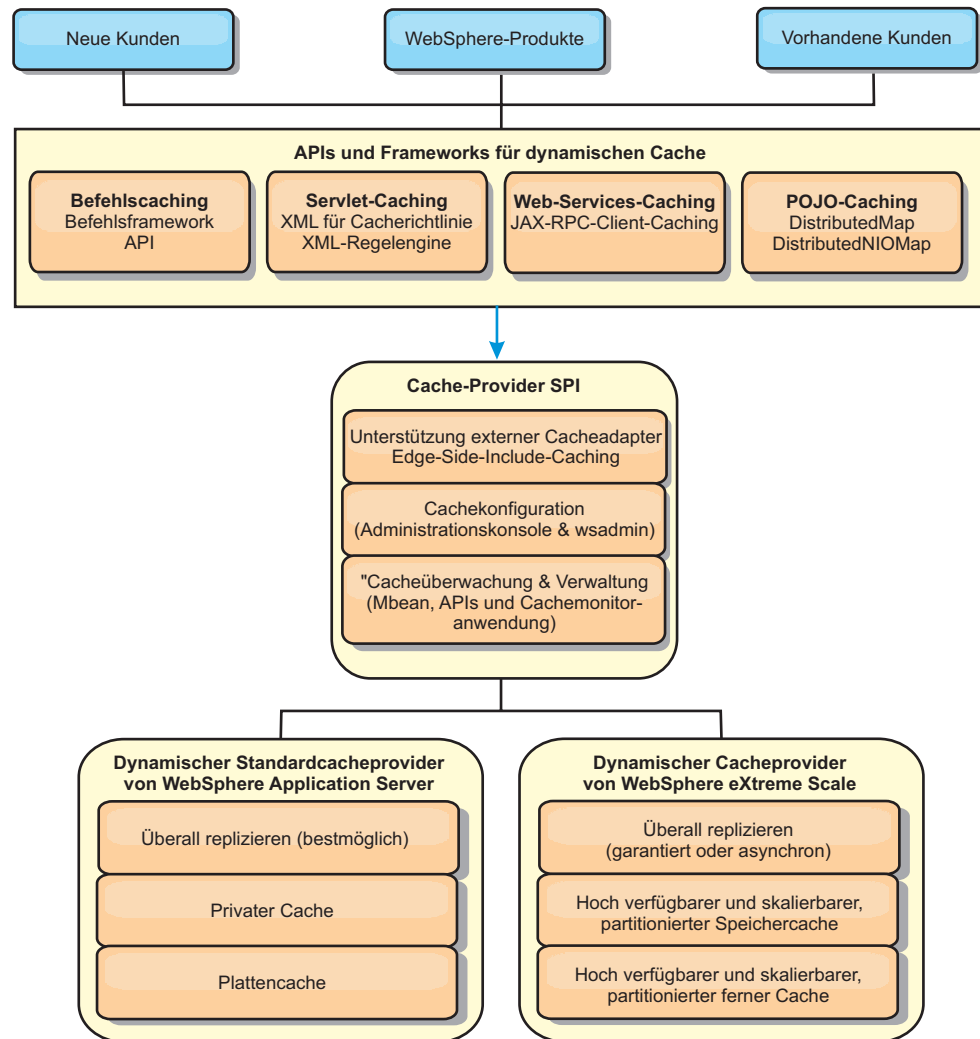 Neue Kunden
WebSphere-Produkte
Vorhandene Kunden
APIs und Frameworks für dynamischen Cache
Befehlscaching
Befehlsframework
API
Servlet-Caching
XML für Cacherichtlinie
XML-Regelengine
Web-Services-Caching
JAX-RPC-Client-Caching
POJO-Caching
DistributedMap
DistributedNIOMap
Cache-Provider SPI
Unterstützung externer Cacheadapter
Edge-Side-Include-Caching
Cachekonfiguration
(Administrationskonsole & wsadmin)
"Cacheüberwachung & Verwaltung
(Mbean, APIs und Cachemonitor-
anwendung)
Dynamischer Standardcacheprovider
von WebSphere Application Server
Überall replizieren (bestmöglich)
Privater Cache
Plattencache
Dynamischer Cacheprovider
von WebSphere eXtreme Scale
Überall replizieren
(garantiert oder asynchron)
Hoch verfügbarer und skalierbarer,
partitionierter Speichercache
Hoch verfügbarer und skalierbarer,
partitionierter ferner Cache